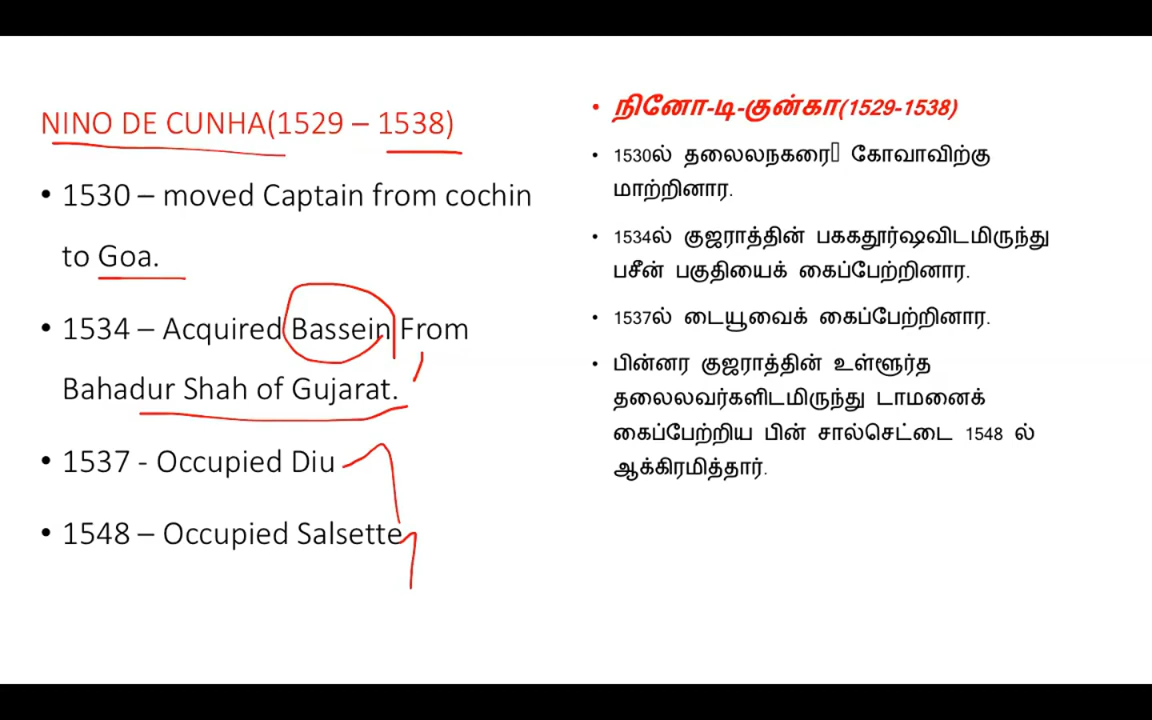 NINO DE CUNHA(1529 – 1538)
• 1530 – moved Captain from cochin
to Goa.
• 1534 – Acquired Bassein From
Bahadur Shah of Gujarat.
• 1537 - Occupied Diu
• 1548 – Occupied Salsette
• நினோ-டி-குன்கா(1529-1538)
• 1530ல் தலைலநகரை கோவாவிற்கு
மாற்றினார.
• 1534ல் குஜராத்தின் பககதூர்ஷவிடமிருந்து
பசீன் பகுதியைக் கைப்பேற்றினார.
• 1537ல் டையூவைக் கைப்பேற்றினார.
• பின்னர குஜராத்தின் உள்ளூர்த
தலைலவர்களிடமிருந்து டாமனைக்
கைப்பேற்றிய பின் சால்செட்டை 1548 ல்
ஆக்கிரமித்தார்.